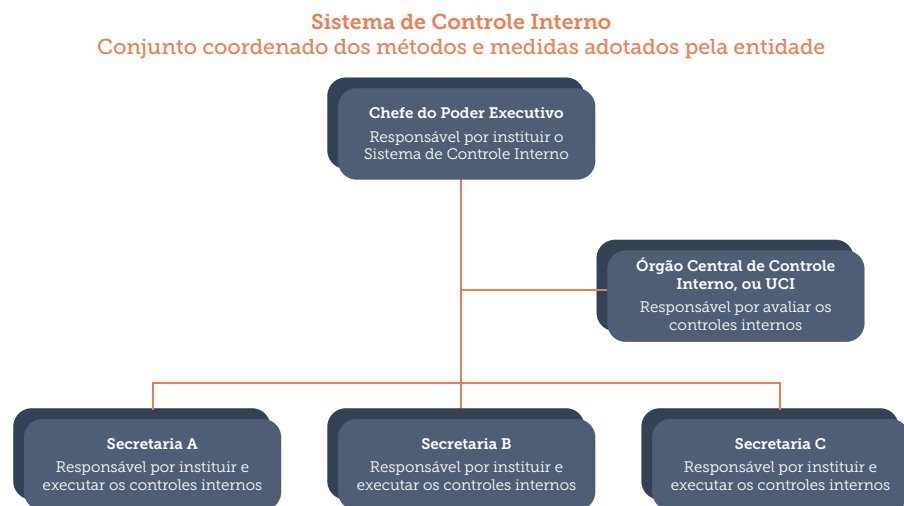 Sistema de Controle Interno
Conjunto coordenado dos métodos e medidas adotados pela entidade
Chefe do Poder Executivo
Responsável por instituir o
Sistema de Controle Interno
Órgão Central de Controle
Interno, ou UCI
Responsável por avaliar os
controles internos
Secretaria A
Responsável por instituir e
executar os controles internos
Secretaria B
Responsável por instituir e
executar os controles internos
Secretaria C
Responsável por instituir e
executar os controles internos